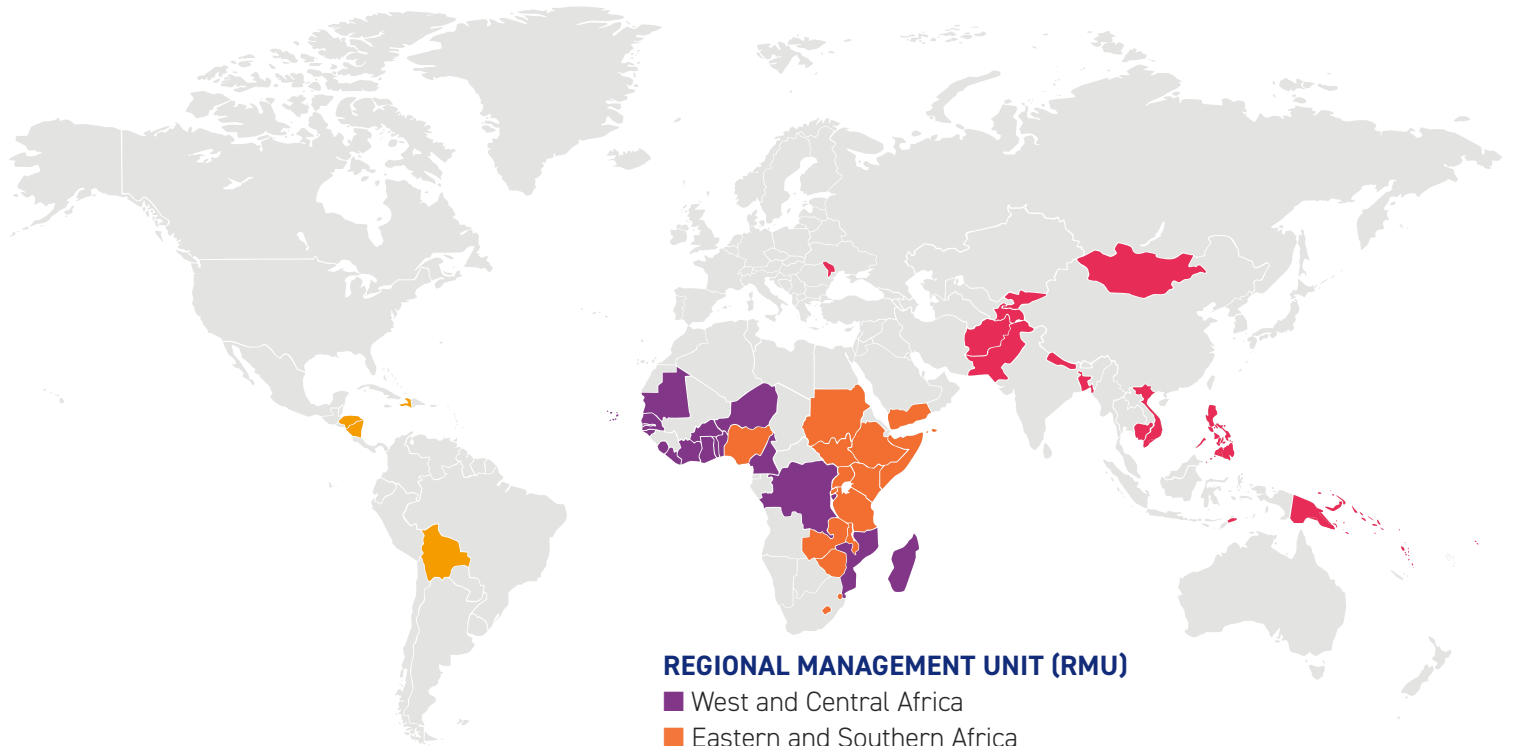 REGIONAL MANAGEMENT UNIT (RMU)
West and Central Africa
Eastern and Southern Africa